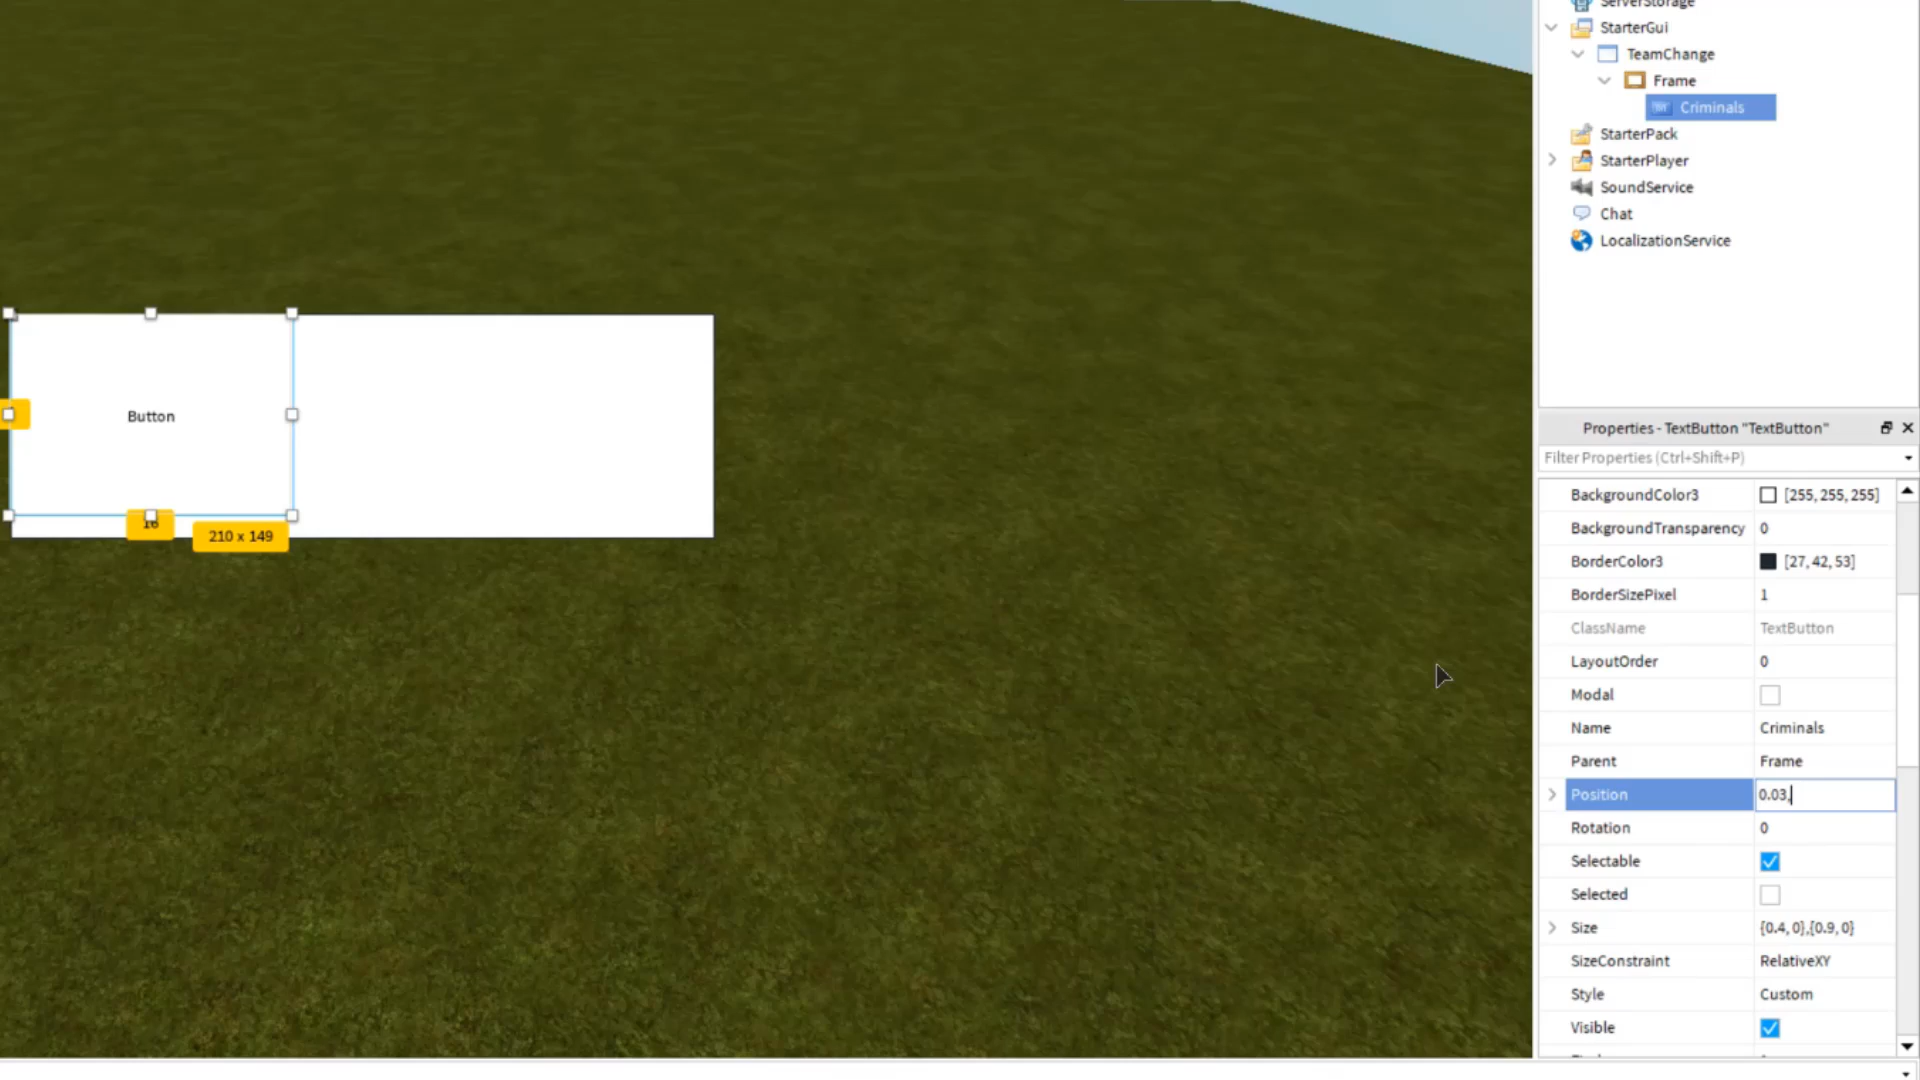 ServerStorage
StarterGui
TeamChange
Frame
Criminals
StarterPack
StarterPlayer
SoundService
Chat
LocalizationService
Button
16
210 x 149
Properties - TextButton "TextButton"
Filter Properties (Ctrl+Shift+P)
BackgroundColor3 [255, 255, 255]
BackgroundTransparency 0
BorderColor3 [27, 42, 53]
BorderSizePixel 1
ClassName TextButton
LayoutOrder 0
Modal
Name Criminals
Parent Frame
Position 0.03,
Rotation 0
Selectable
Selected
Size {0.4, 0},{0.9, 0}
SizeConstraint RelativeXY
Style Custom
Visible